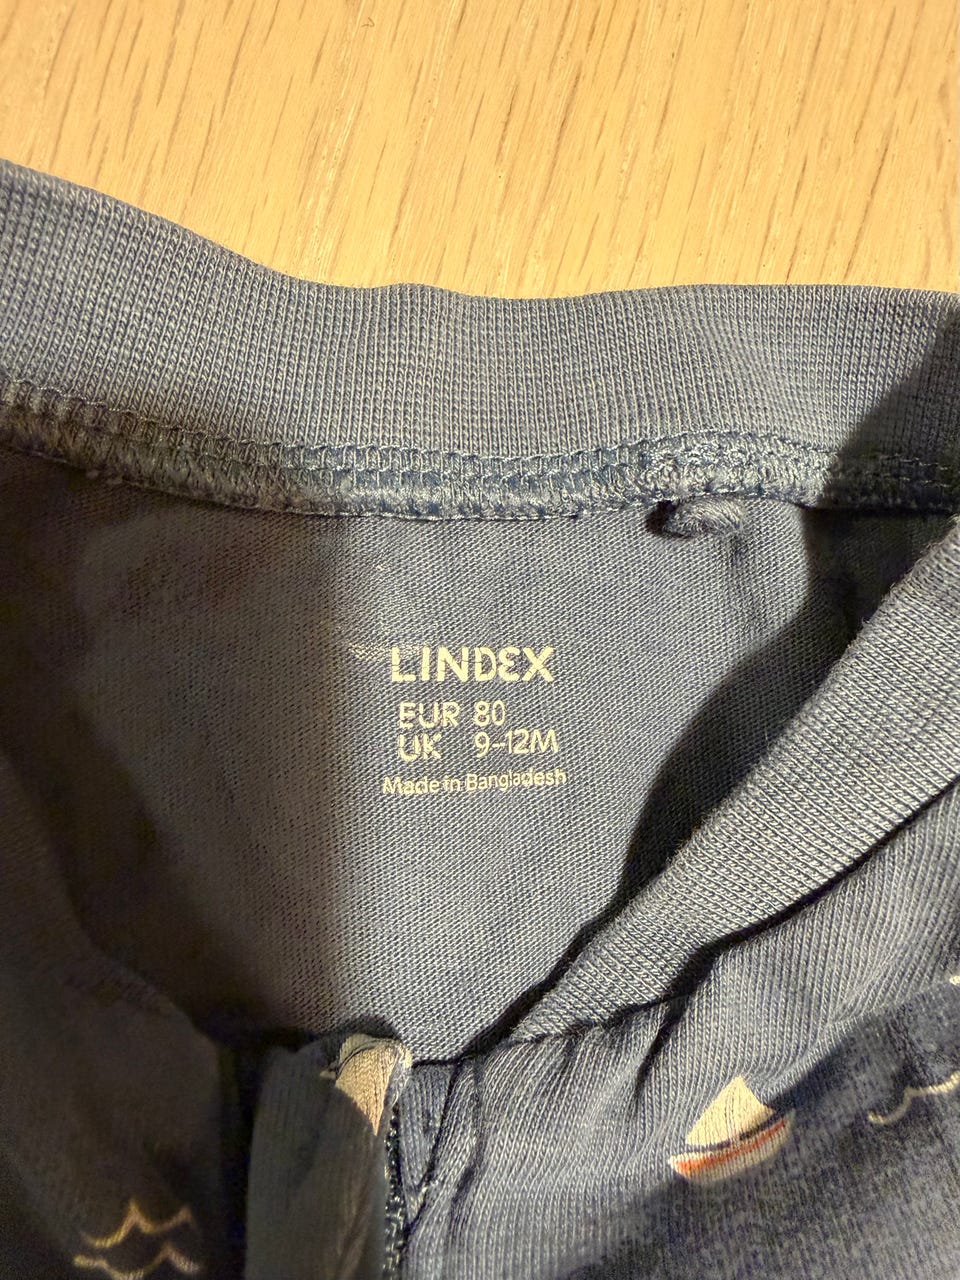 LINDEX
EUR 80
UK 9-12M
Made in Bangladesh